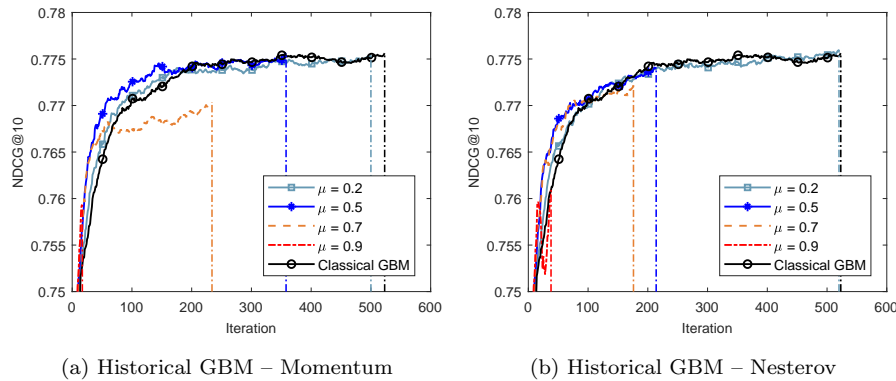 0.78
0.775
0.77
0.765
0.76
0.755
0.75
NDCG@10
0 100 200 300 400 500 600
Iteration
μ = 0.2
μ = 0.5
μ = 0.7
μ = 0.9
Classical GBM
(a) Historical GBM – Momentum
0.78
0.775
0.77
0.765
0.76
0.755
0.75
NDCG@10
0 100 200 300 400 500 600
Iteration
μ = 0.2
μ = 0.5
μ = 0.7
μ = 0.9
Classical GBM
(b) Historical GBM – Nesterov